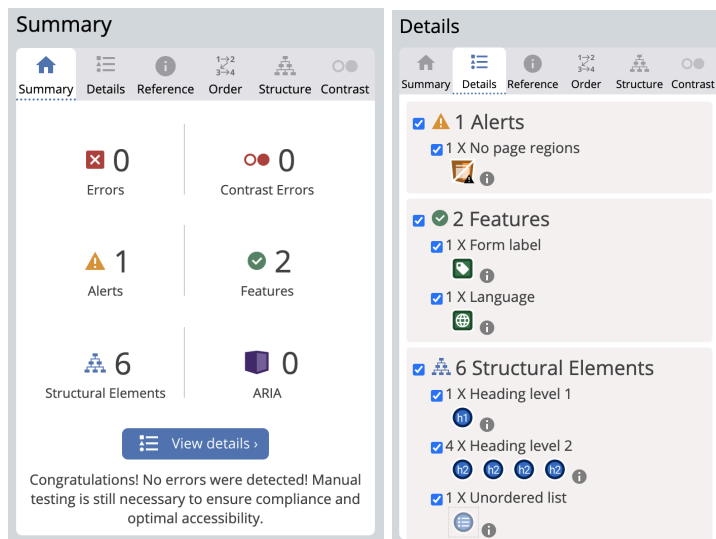 Summary
Summary Details Reference Order Structure Contrast
1→2
3→4
0
Errors
0
Contrast Errors
1
Alerts
2
Features
6
Structural Elements
0
ARIA
View details ›
Congratulations! No errors were detected! Manual
testing is still necessary to ensure compliance and
optimal accessibility.
Details
1→2
3→4
Summary Details Reference Order Structure Contrast
1 Alerts
1 X No page regions
2 Features
1 X Form label
1 X Language
6 Structural Elements
1 X Heading level 1
h1
4 X Heading level 2
h2 h2 h2 h2
1 X Unordered list